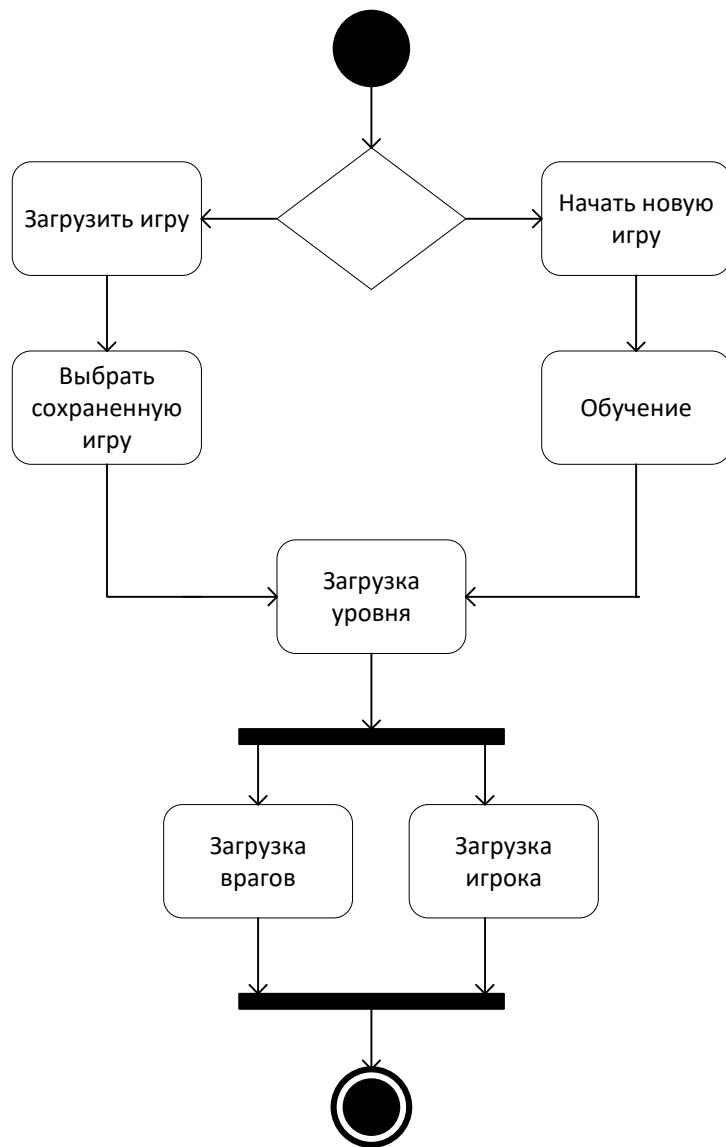 Загрузить игру
Начать новую
игру
Выбрать
сохраненную
игру
Обучение
Загрузка
уровня
Загрузка
врагов
Загрузка
игрока